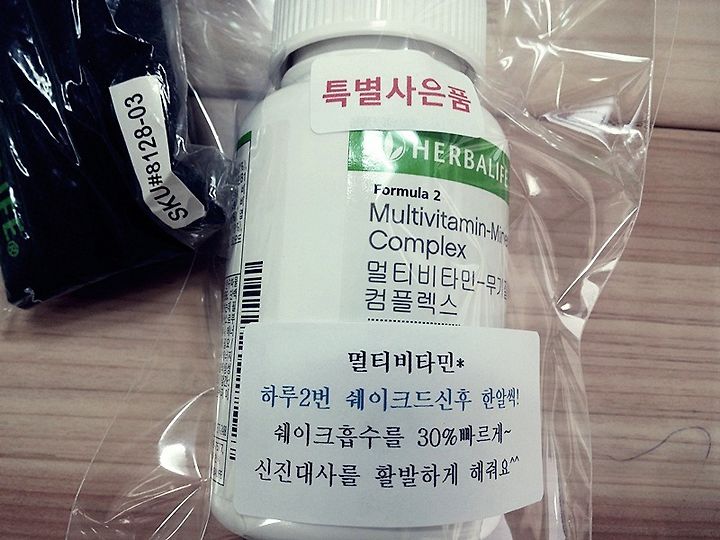 SKU#8128-03
특별사은품
HERBALIFE
Formula 2
Multivitamin-Mine
Complex
멀티비타민-무기질
컴플렉스
멀티비타민*
하루2번 쉐이크드신후 한알씩!
쉐이크흡수를 30%빠르게~
신진대사를 활발하게 해줘요^^